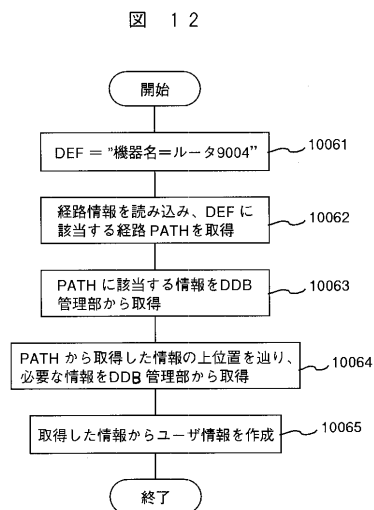 図 12
開始
DEF = "機器名=ルータ9004"
10061
経路情報を読み込み、DEF に
該当する経路 PATHを取得
10062
PATH に該当する情報をDDB
管理部から取得
10063
PATH から取得した情報の上位置を辿り、
必要な情報をDDB 管理部から取得
10064
取得した情報からユーザ情報を作成
10065
終了